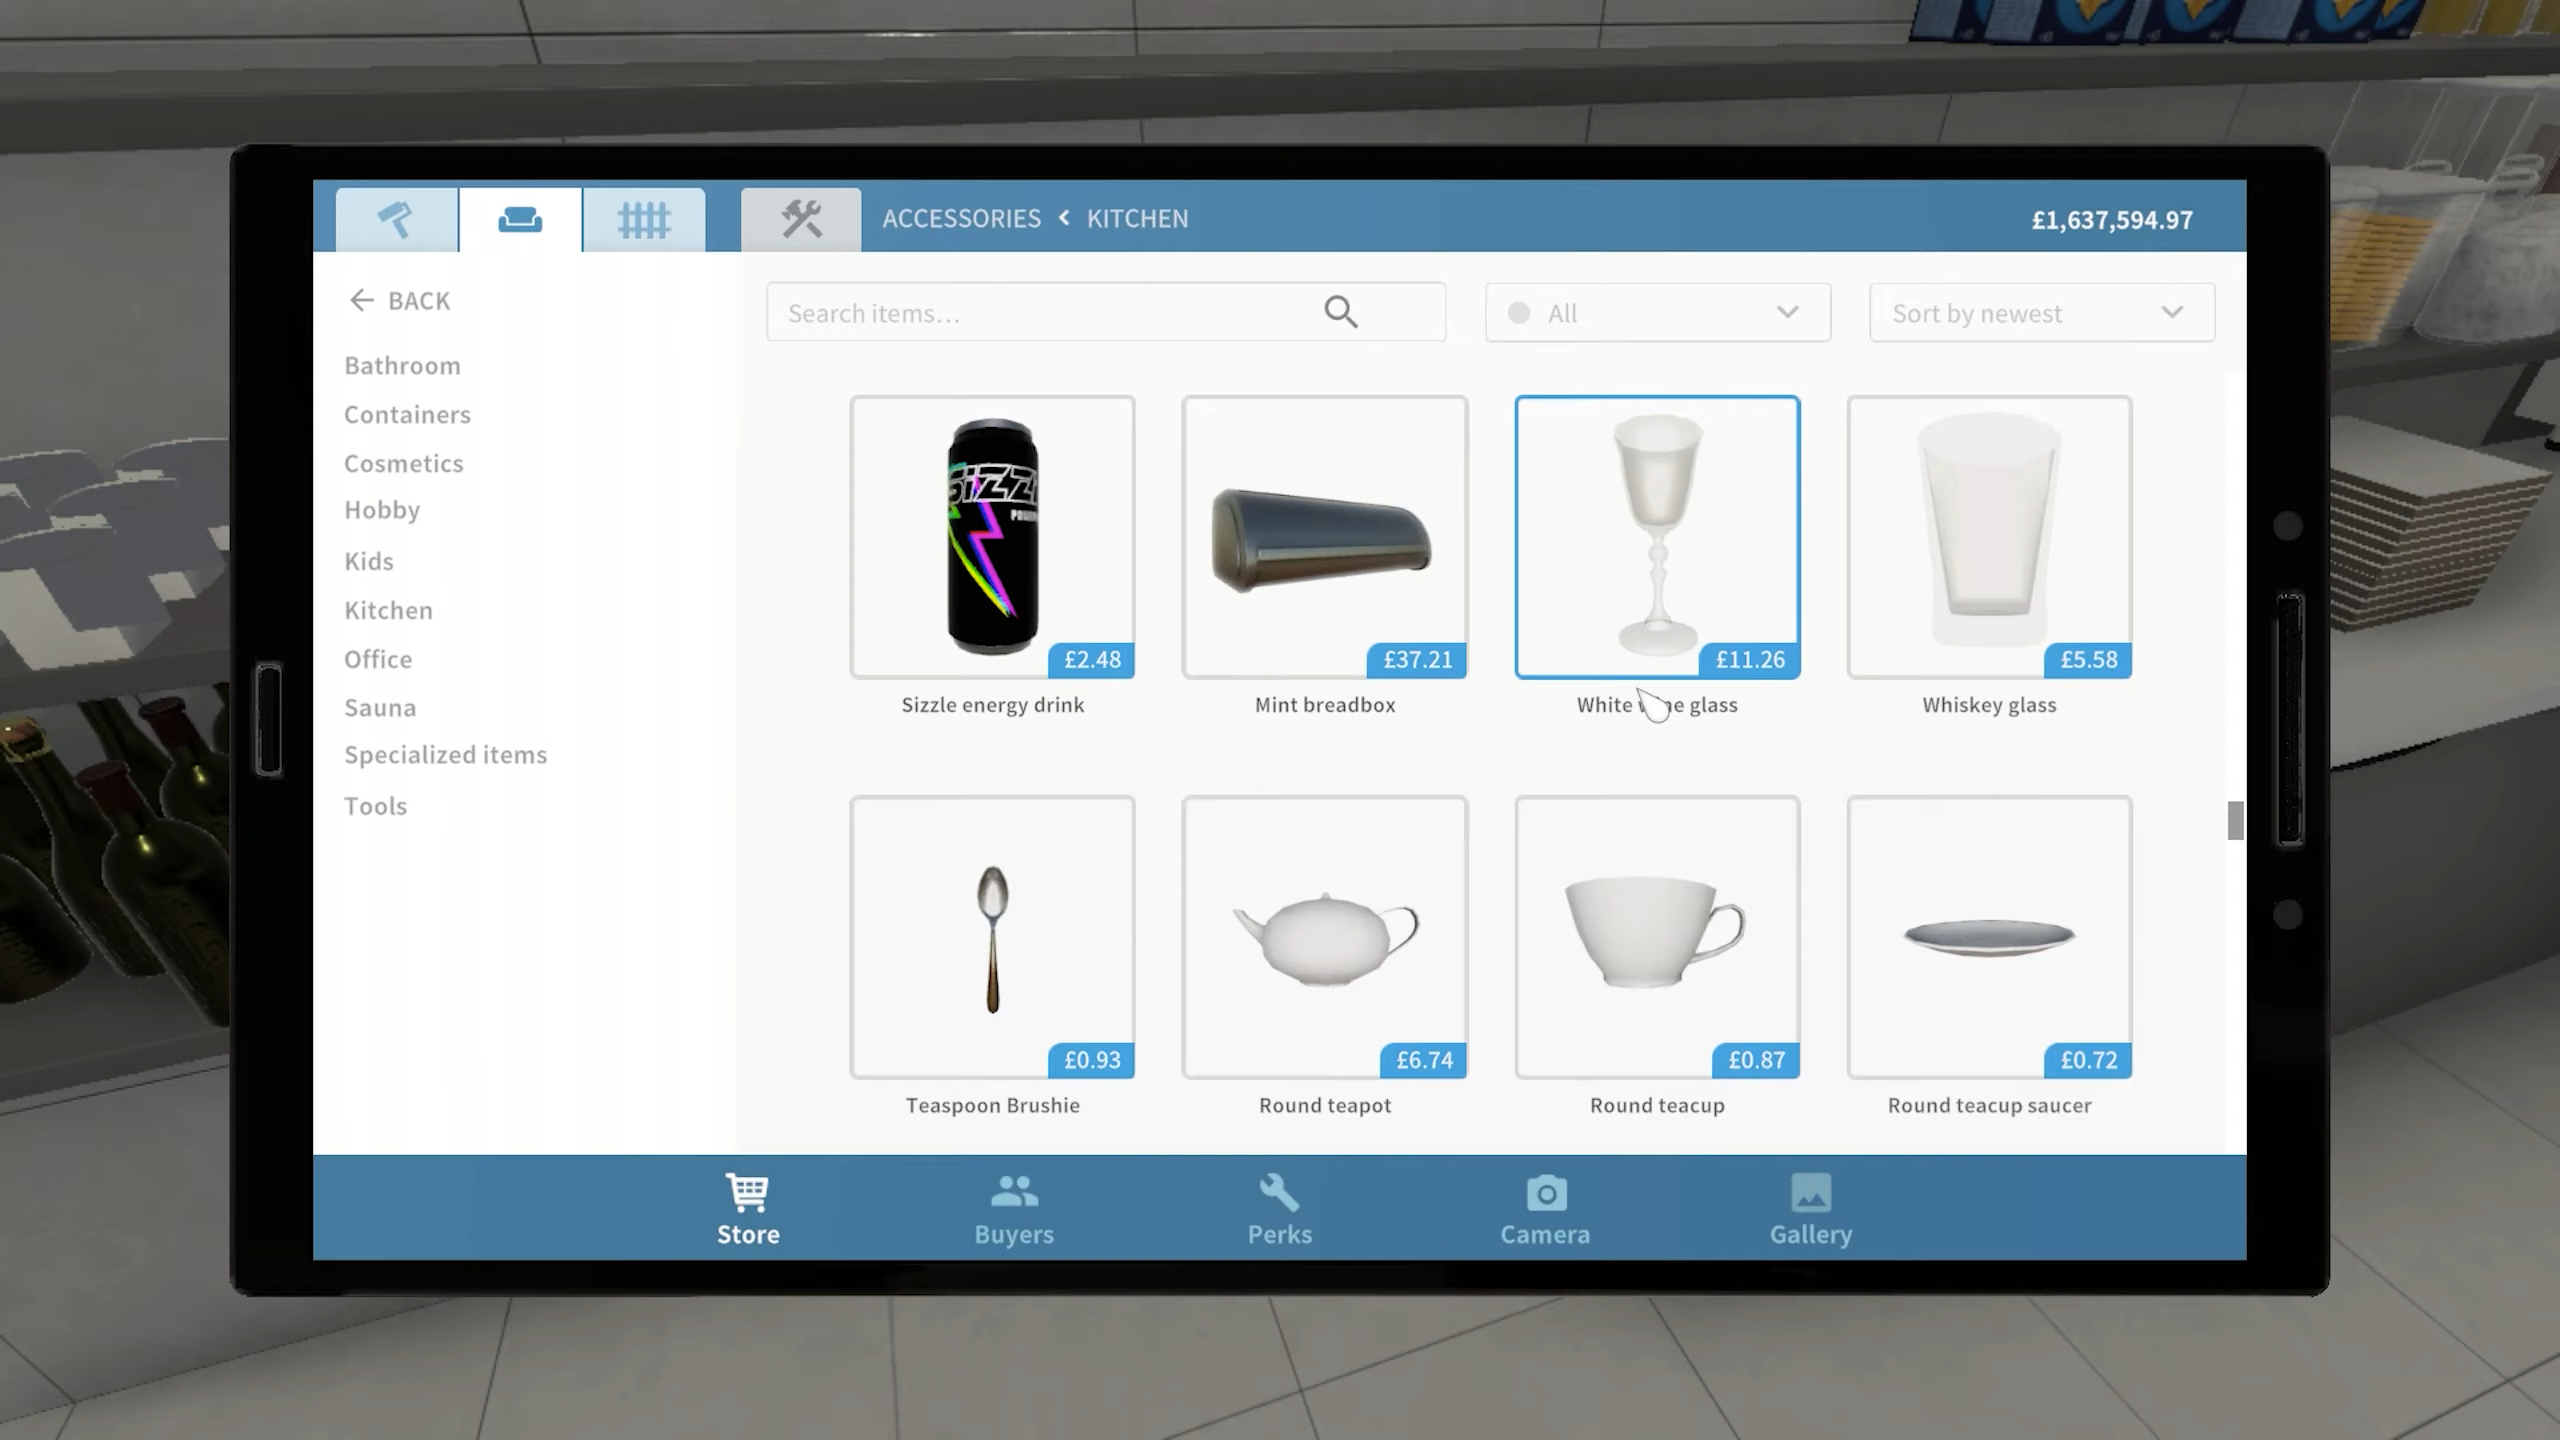 ACCESSORIES < KITCHEN
£1,637,594.97
BACK
Search items...
All
Sort by newest
Bathroom
Containers
Cosmetics
Hobby
Kids
Kitchen
Office
Sauna
Specialized items
Tools
£2.48
£37.21
£11.26
£5.58
Sizzle energy drink
Mint breadbox
White wine glass
Whiskey glass
£0.93
£6.74
£0.87
£0.72
Teaspoon Brushie
Round teapot
Round teacup
Round teacup saucer
Store
Buyers
Perks
Camera
Gallery